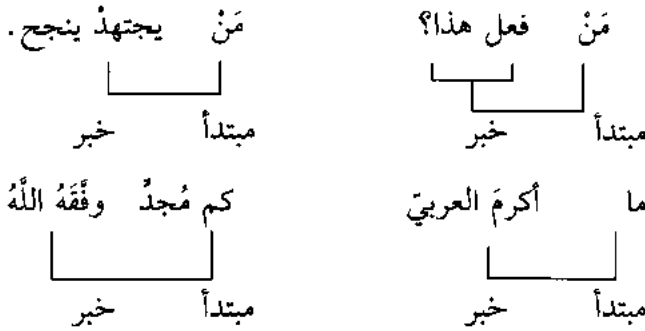 مَنْ فعل هذا؟ مَنْ يجتهدْ ينجح.
مبتدأ خبر مبتدأ خبر
ما أكرمَ العربيّ كم مُجدٍّ وفَّقَهُ اللَّهُ
مبتدأ خبر مبتدأ خبر